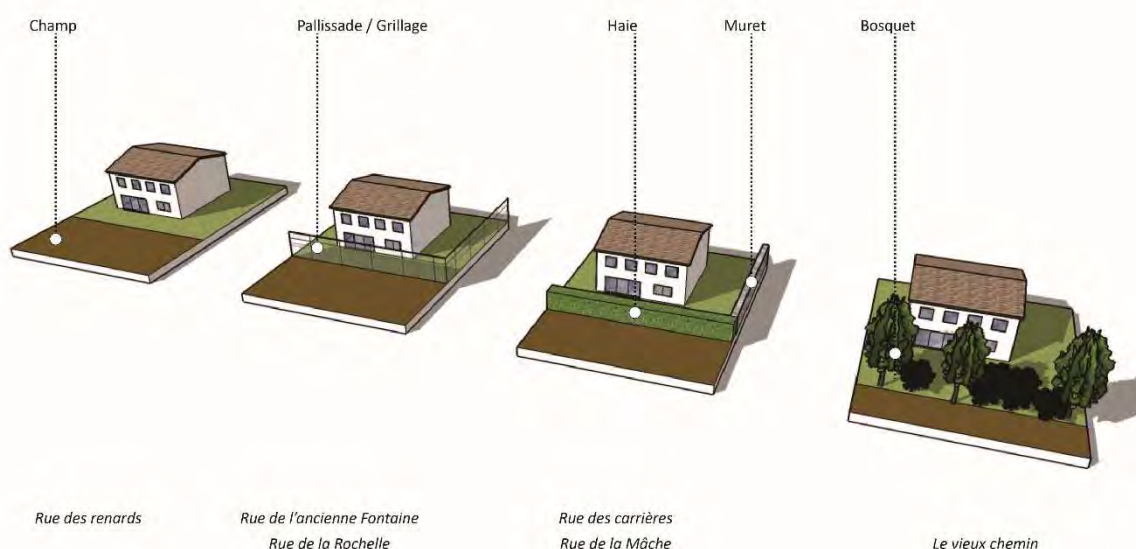 Champ
Pallissade / Grillage
Haie
Muret
Bosquet
Rue des renards
Rue de l'ancienne Fontaine
Rue de la Rochelle
Rue des carrières
Rue de la Mâche
Le vieux chemin